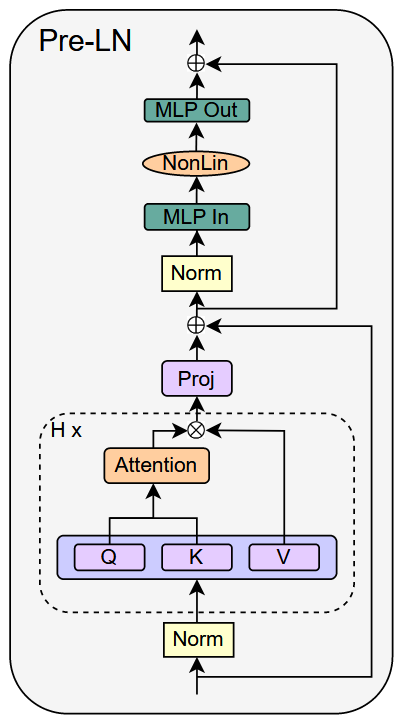 Pre-LN
MLP Out
NonLin
MLP In
Norm
Proj
H x
Attention
Q K V
Norm